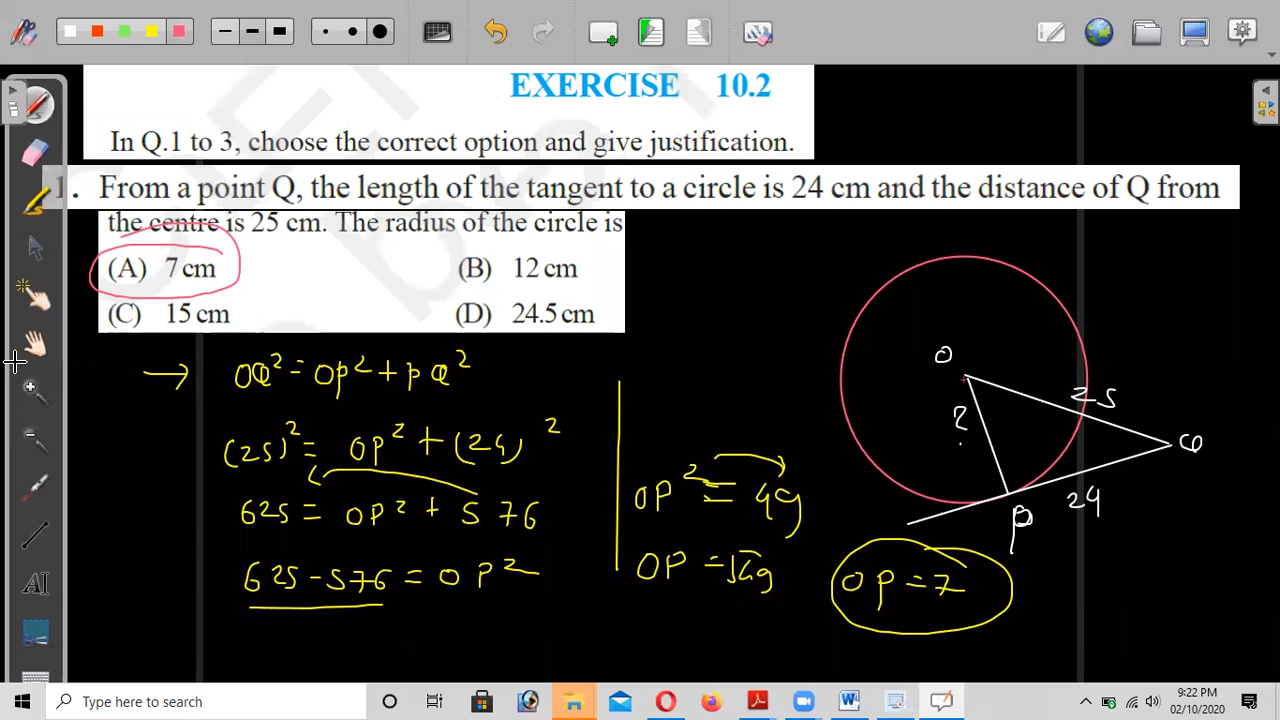 EXERCISE 10.2
In Q.1 to 3, choose the correct option and give justification.
1. From a point Q, the length of the tangent to a circle is 24 cm and the distance of Q from
the centre is 25 cm. The radius of the circle is
(A) 7 cm (B) 12 cm
(C) 15 cm (D) 24.5 cm
→ OQ² = OP² + PQ²
(25)² = OP² + (24)²
625 = OP² + 576
625 - 576 = OP²
OP² = 49
OP = √49
OP = 7
O
?
25
Q
24
P
Type here to search
9:22 PM
02/10/2020